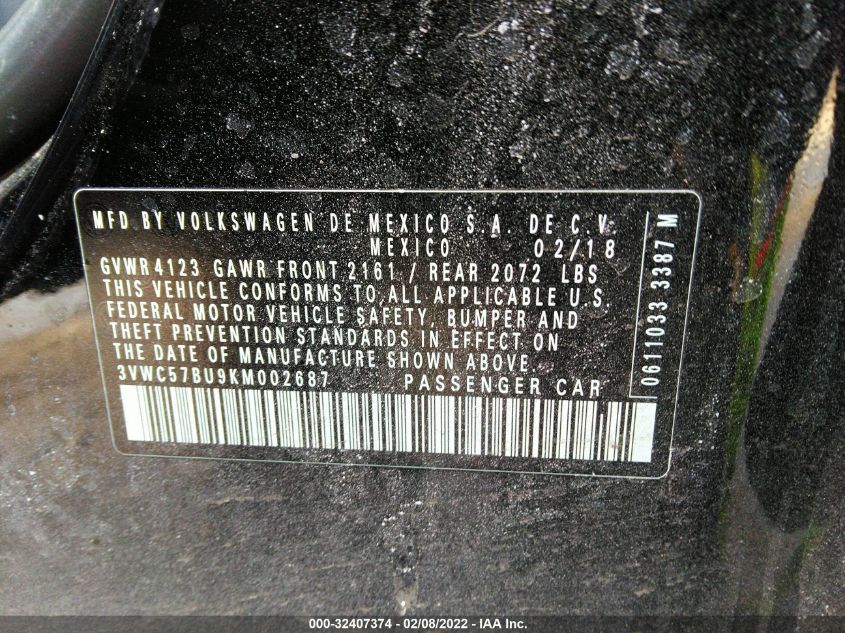 MFD BY VOLKSWAGEN DE MEXICO S.A. DE C.V.
MEXICO 02/18
GVWR 4123 GAWR FRONT 2161 / REAR 2072 LBS
THIS VEHICLE CONFORMS TO ALL APPLICABLE U.S.
FEDERAL MOTOR VEHICLE SAFETY, BUMPER AND
THEFT PREVENTION STANDARDS IN EFFECT ON
THE DATE OF MANUFACTURE SHOWN ABOVE.
3VWC57BU9KM002687 PASSENGER CAR
0611033 3387 M
000-32407374 - 02/08/2022 - IAA Inc.